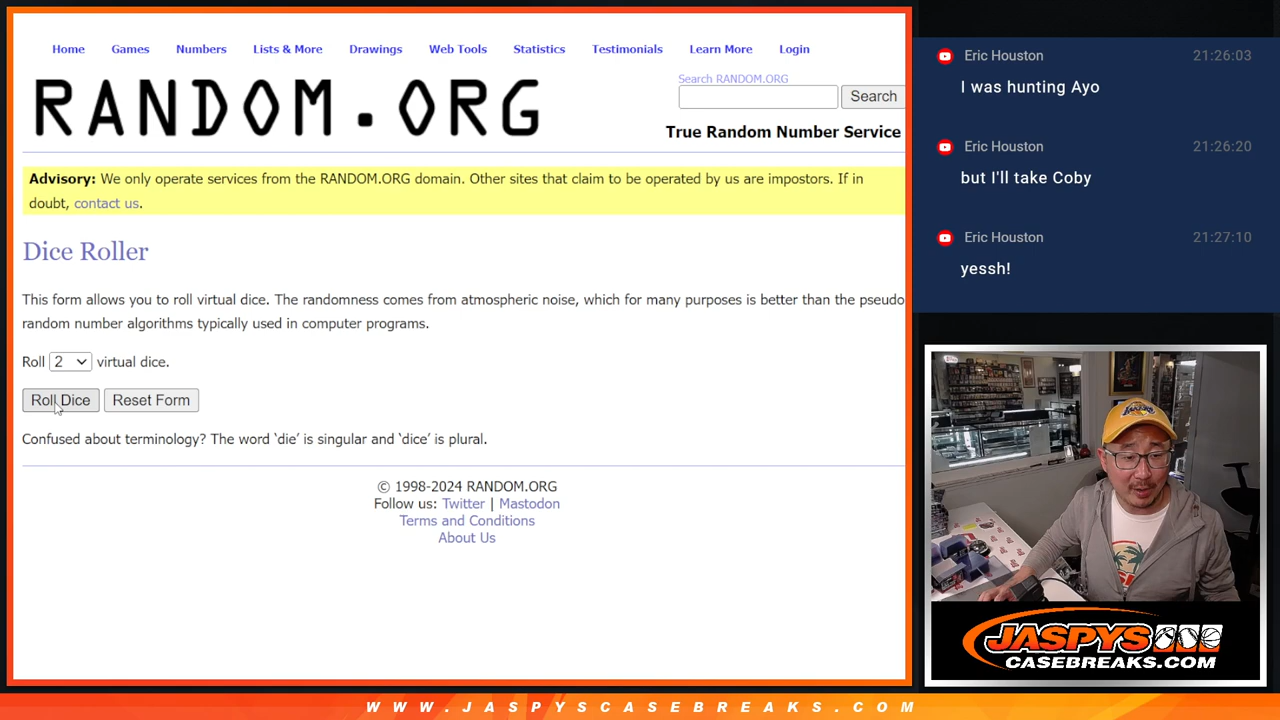 Home Games Numbers Lists & More Drawings Web Tools Statistics Testimonials Learn More Login
RANDOM.ORG
Search RANDOM.ORG
Search
True Random Number Service
Advisory: We only operate services from the RANDOM.ORG domain. Other sites that claim to be operated by us are impostors. If in
doubt, contact us.
Dice Roller
This form allows you to roll virtual dice. The randomness comes from atmospheric noise, which for many purposes is better than the pseudo
random number algorithms typically used in computer programs.
Roll 2 virtual dice.
Roll Dice Reset Form
Confused about terminology? The word ‘die’ is singular and ‘dice’ is plural.
© 1998-2024 RANDOM.ORG
Follow us: Twitter | Mastodon
Terms and Conditions
About Us
Eric Houston 21:26:03
I was hunting Ayo
Eric Houston 21:26:20
but I'll take Coby
Eric Houston 21:27:10
yessh!
JASPYS
CASEBREAKS.COM
WWW.JASPYSCASEBREAKS.COM